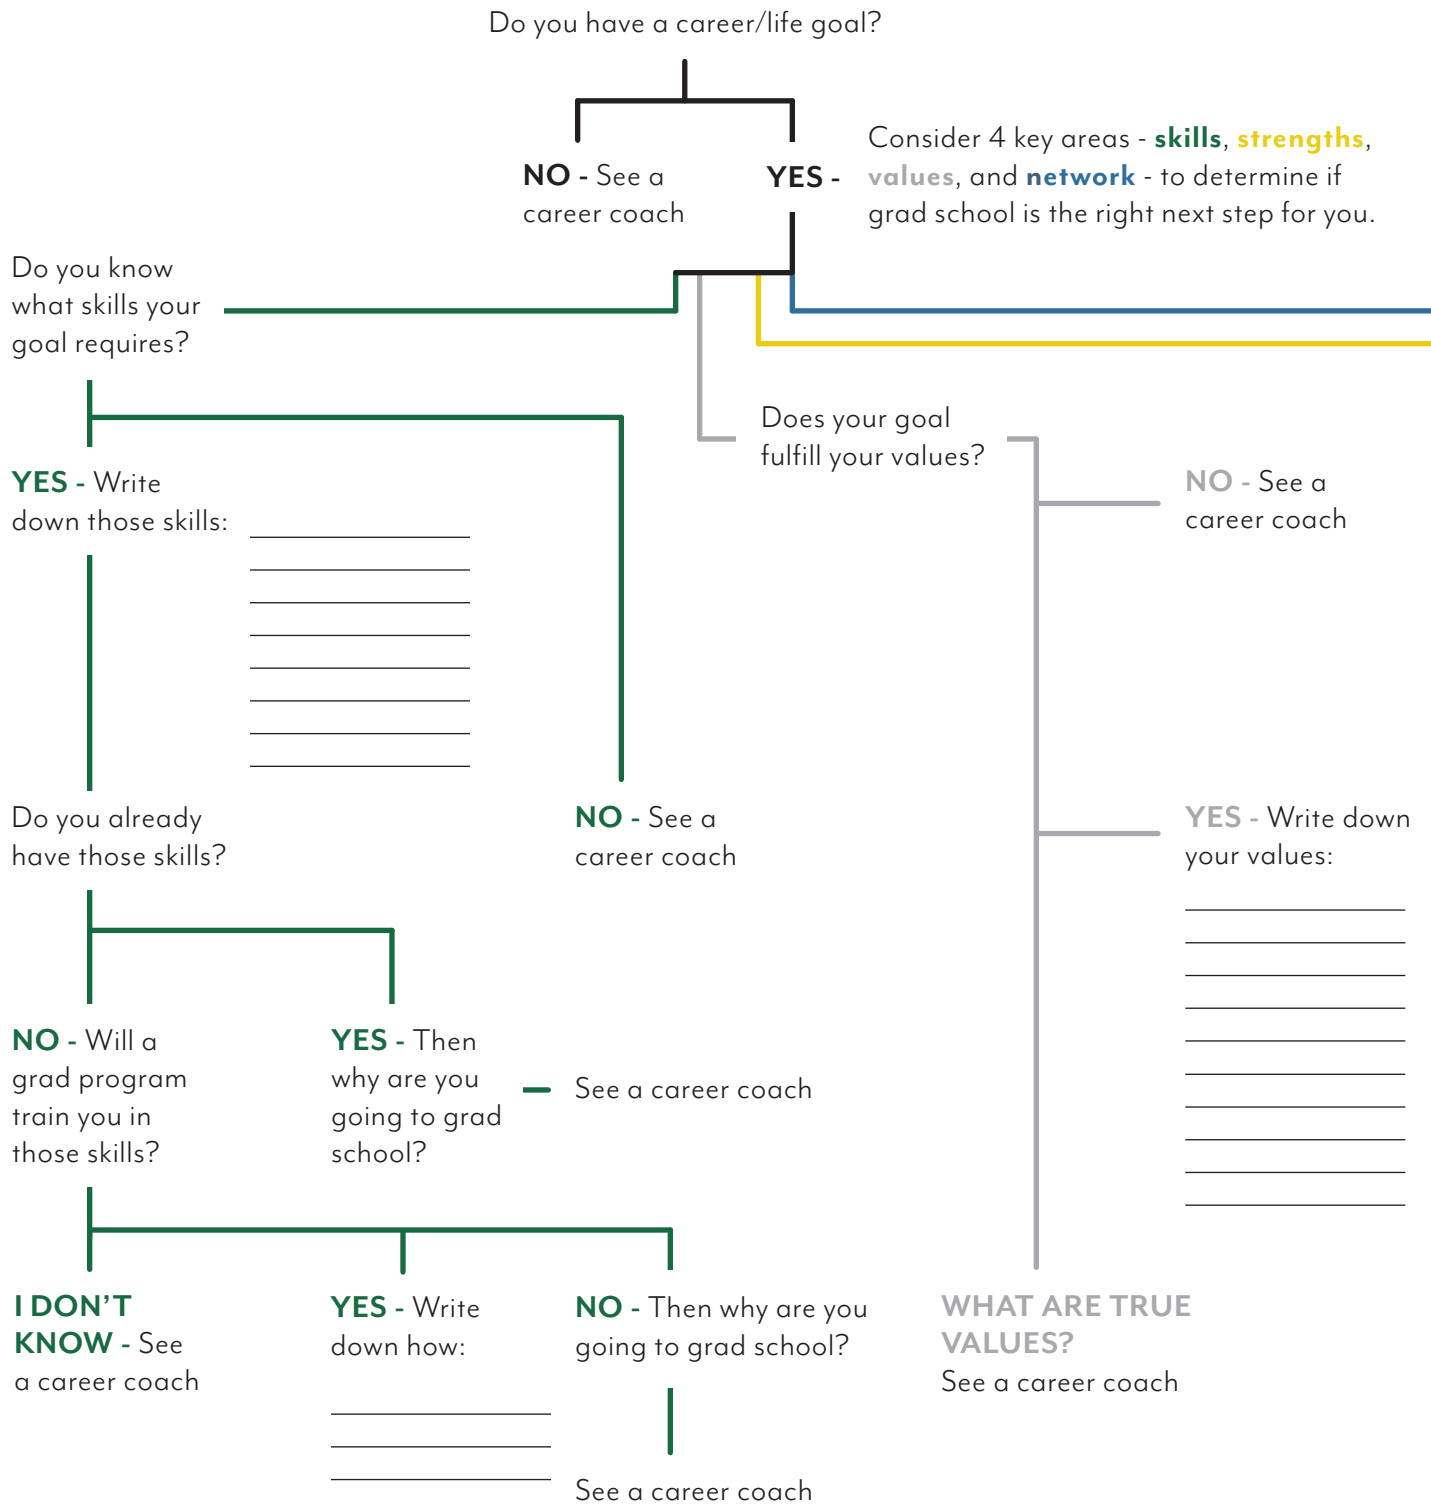 Do you have a career/life goal?
NO - See a
career coach
YES -
Consider 4 key areas - skills, strengths,
values, and network - to determine if
grad school is the right next step for you.
Do you know
what skills your
goal requires?
YES - Write
down those skills:
Do you already
have those skills?
NO - See a
career coach
NO - Will a
grad program
train you in
those skills?
YES - Then
why are you
going to grad
school?
See a career coach
I DON'T
KNOW - See
a career coach
YES - Write
down how:
NO - Then why are you
going to grad school?
See a career coach
Does your goal
fulfill your values?
NO - See a
career coach
YES - Write down
your values:
WHAT ARE TRUE
VALUES?
See a career coach